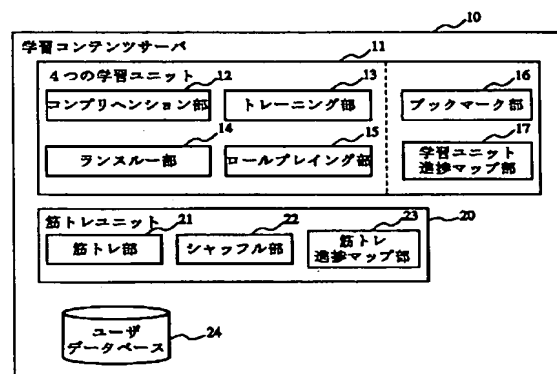 10
学習コンテンツサーバ
11
4つの学習ユニット
12
13
16
コンプリヘンション部
トレーニング部
ブックマーク部
14
15
17
ランスルー部
ロールプレイング部
学習ユニット
進捗マップ部
筋トレユニット
21
22
23
20
筋トレ部
シャッフル部
筋トレ
進捗マップ部
ユーザ
データベース
24